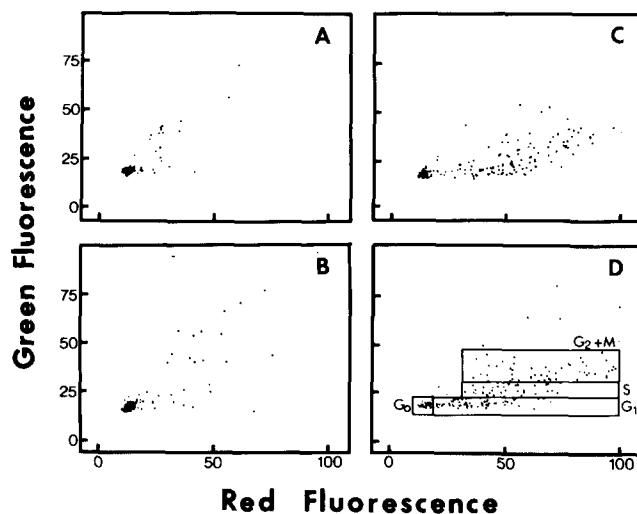 A
C
75
50
25
0
B
D
75
50
25
0
G₂+M
S
G₀
G₁
0
50
100
0
50
100
Green Fluorescence
Red Fluorescence